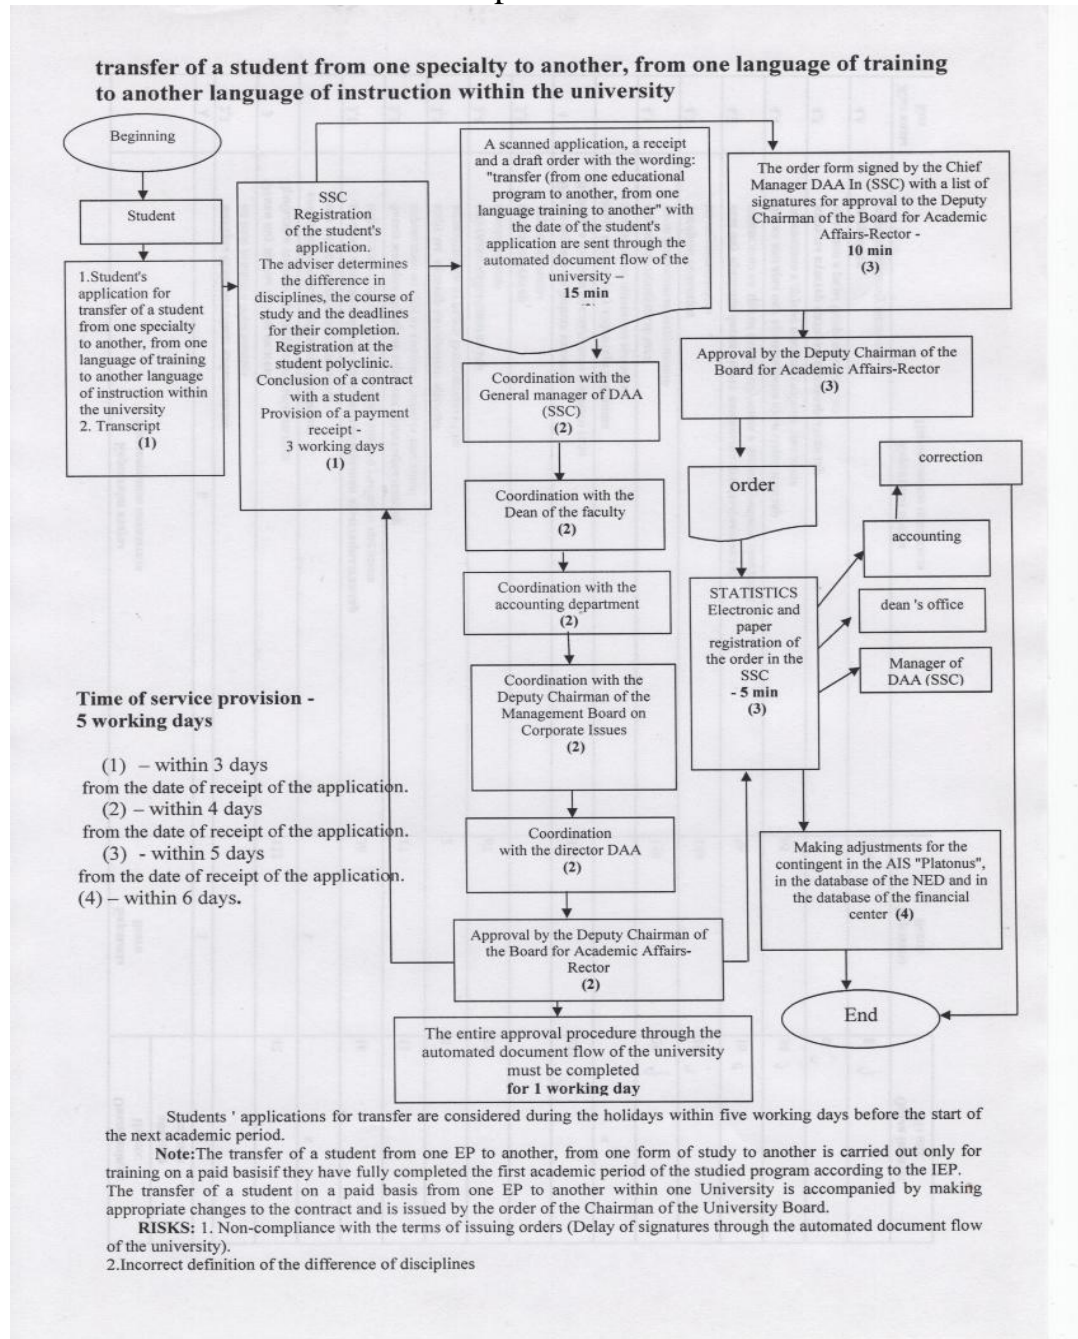 transfer of a student from one specialty to another, from one language of training
to another language of instruction within the university
Beginning
Student
1.Student's
application for
transfer of a student
from one specialty
to another, from one
language of training
to another language
of instruction within
the university
2. Transcript
(1)
SSC
Registration
of the student's
application.
The adviser determines
the difference in
disciplines, the course of
study and the deadlines
for their completion.
Registration at the
student polyclinic.
Conclusion of a contract
with a student
Provision of a payment
receipt -
3 working days
(1)
A scanned application, a receipt
and a draft order with the wording:
"transfer (from one educational
program to another, from one
language training to another" with
the date of the student's
application are sent through the
automated document flow of the
university –
15 min
Coordination with the
General manager of DAA
(SSC)
(2)
Coordination with the
Dean of the faculty
(2)
Coordination with the
accounting department
(2)
Coordination with the
Deputy Chairman of the
Management Board on
Corporate Issues
(2)
Coordination
with the director DAA
(2)
Approval by the Deputy Chairman of
the Board for Academic Affairs-
Rector
(2)
The entire approval procedure through the
automated document flow of the university
must be completed
for 1 working day
The order form signed by the Chief
Manager DAA In (SSC) with a list of
signatures for approval to the Deputy
Chairman of the Board for Academic
Affairs-Rector -
10 min
(3)
Approval by the Deputy Chairman of the
Board for Academic Affairs-Rector
(3)
order
STATISTICS
Electronic and
paper
registration of
the order in the
SSC
- 5 min
(3)
correction
accounting
dean 's office
Manager of
DAA (SSC)
Making adjustments for the
contingent in the AIS "Platonus",
in the database of the NED and in
the database of the financial
center (4)
End
Time of service provision -
5 working days
(1) – within 3 days
from the date of receipt of the application.
(2) – within 4 days
from the date of receipt of the application.
(3) - within 5 days
from the date of receipt of the application.
(4) – within 6 days.
Students ' applications for transfer are considered during the holidays within five working days before the start of
the next academic period.
Note:The transfer of a student from one EP to another, from one form of study to another is carried out only for
training on a paid basisif they have fully completed the first academic period of the studied program according to the IEP.
The transfer of a student on a paid basis from one EP to another within one University is accompanied by making
appropriate changes to the contract and is issued by the order of the Chairman of the University Board.
RISKS: 1. Non-compliance with the terms of issuing orders (Delay of signatures through the automated document flow
of the university).
2.Incorrect definition of the difference of disciplines